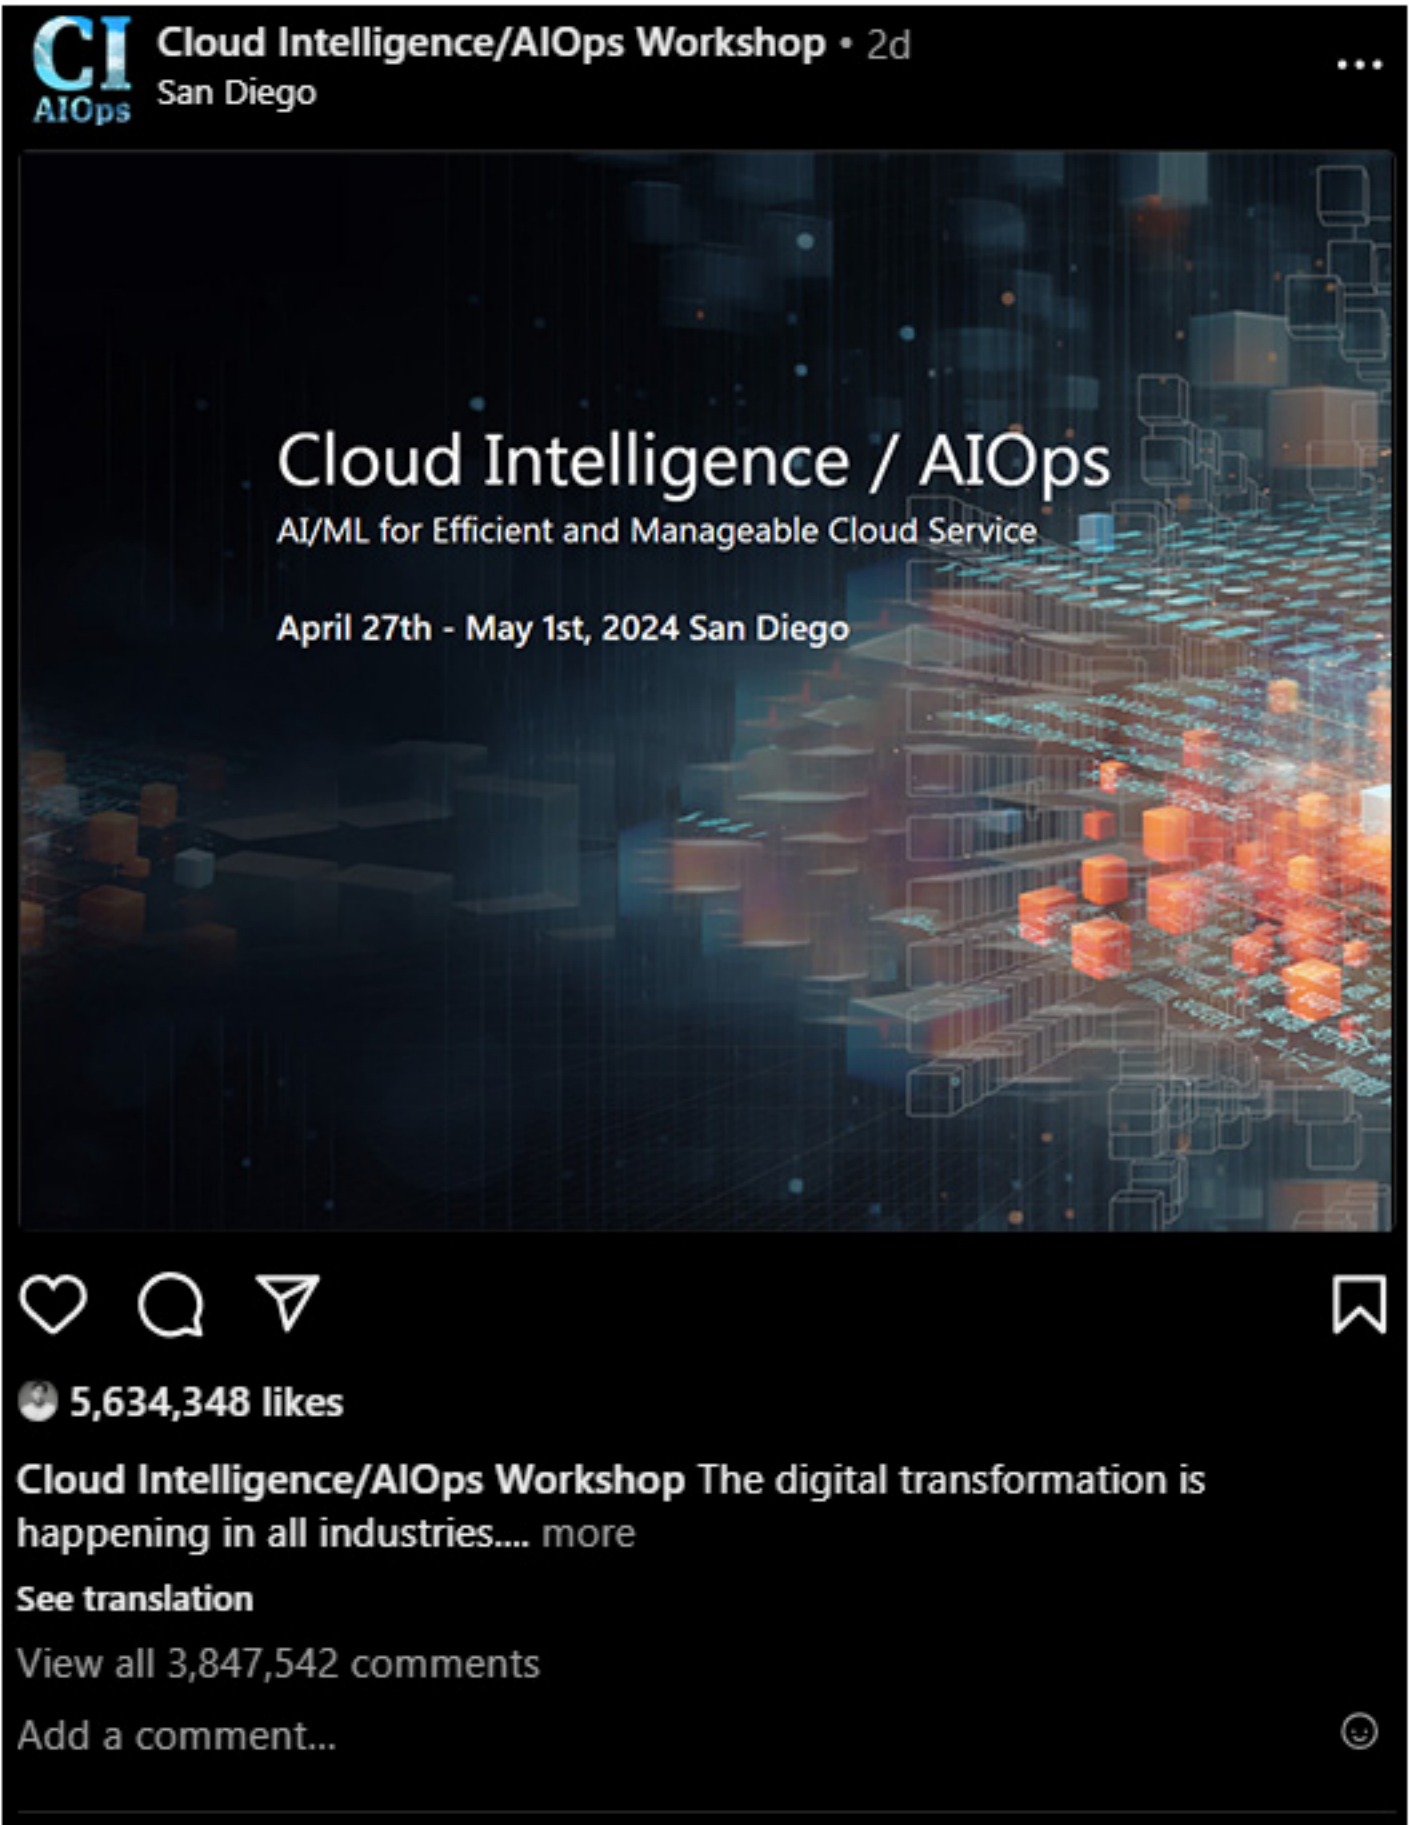 CI
AIOps
Cloud Intelligence/AIOps Workshop • 2d
San Diego
Cloud Intelligence / AIOps
AI/ML for Efficient and Manageable Cloud Service
April 27th - May 1st, 2024 San Diego
5,634,348 likes
Cloud Intelligence/AIOps Workshop The digital transformation is
happening in all industries.... more
See translation
View all 3,847,542 comments
Add a comment...